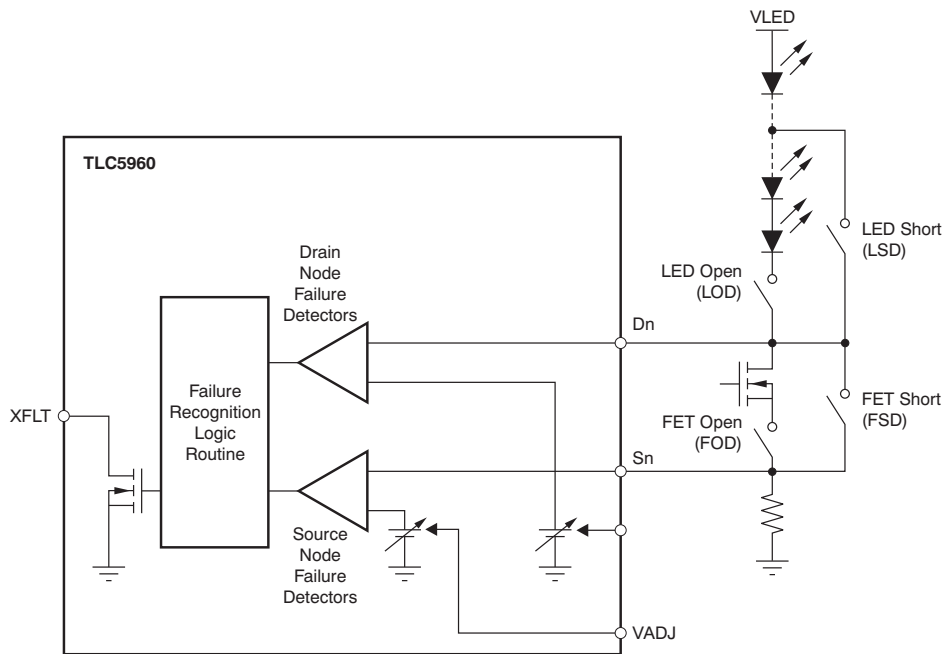 VLED
TLC5960
LED Short
(LSD)
Drain
Node
Failure
Detectors
LED Open
(LOD)
Dn
Failure
Recognition
Logic
Routine
XFLT
FET Short
(FSD)
FET Open
(FOD)
Sn
Source
Node
Failure
Detectors
VADJ